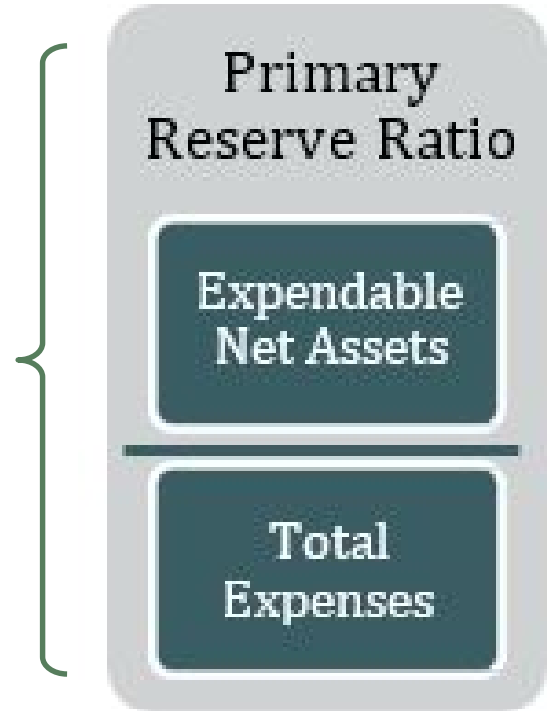 Primary
Reserve Ratio
Expendable
Net Assets
Total
Expenses